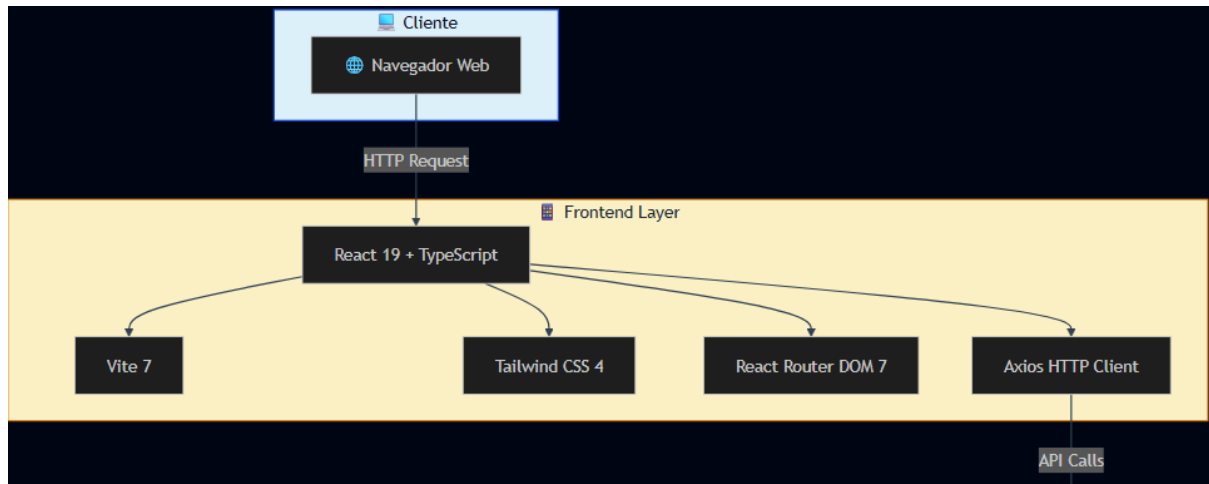 Cliente
Navegador Web
HTTP Request
Frontend Layer
React 19 + TypeScript
Vite 7
Tailwind CSS 4
React Router DOM 7
Axios HTTP Client
API Calls